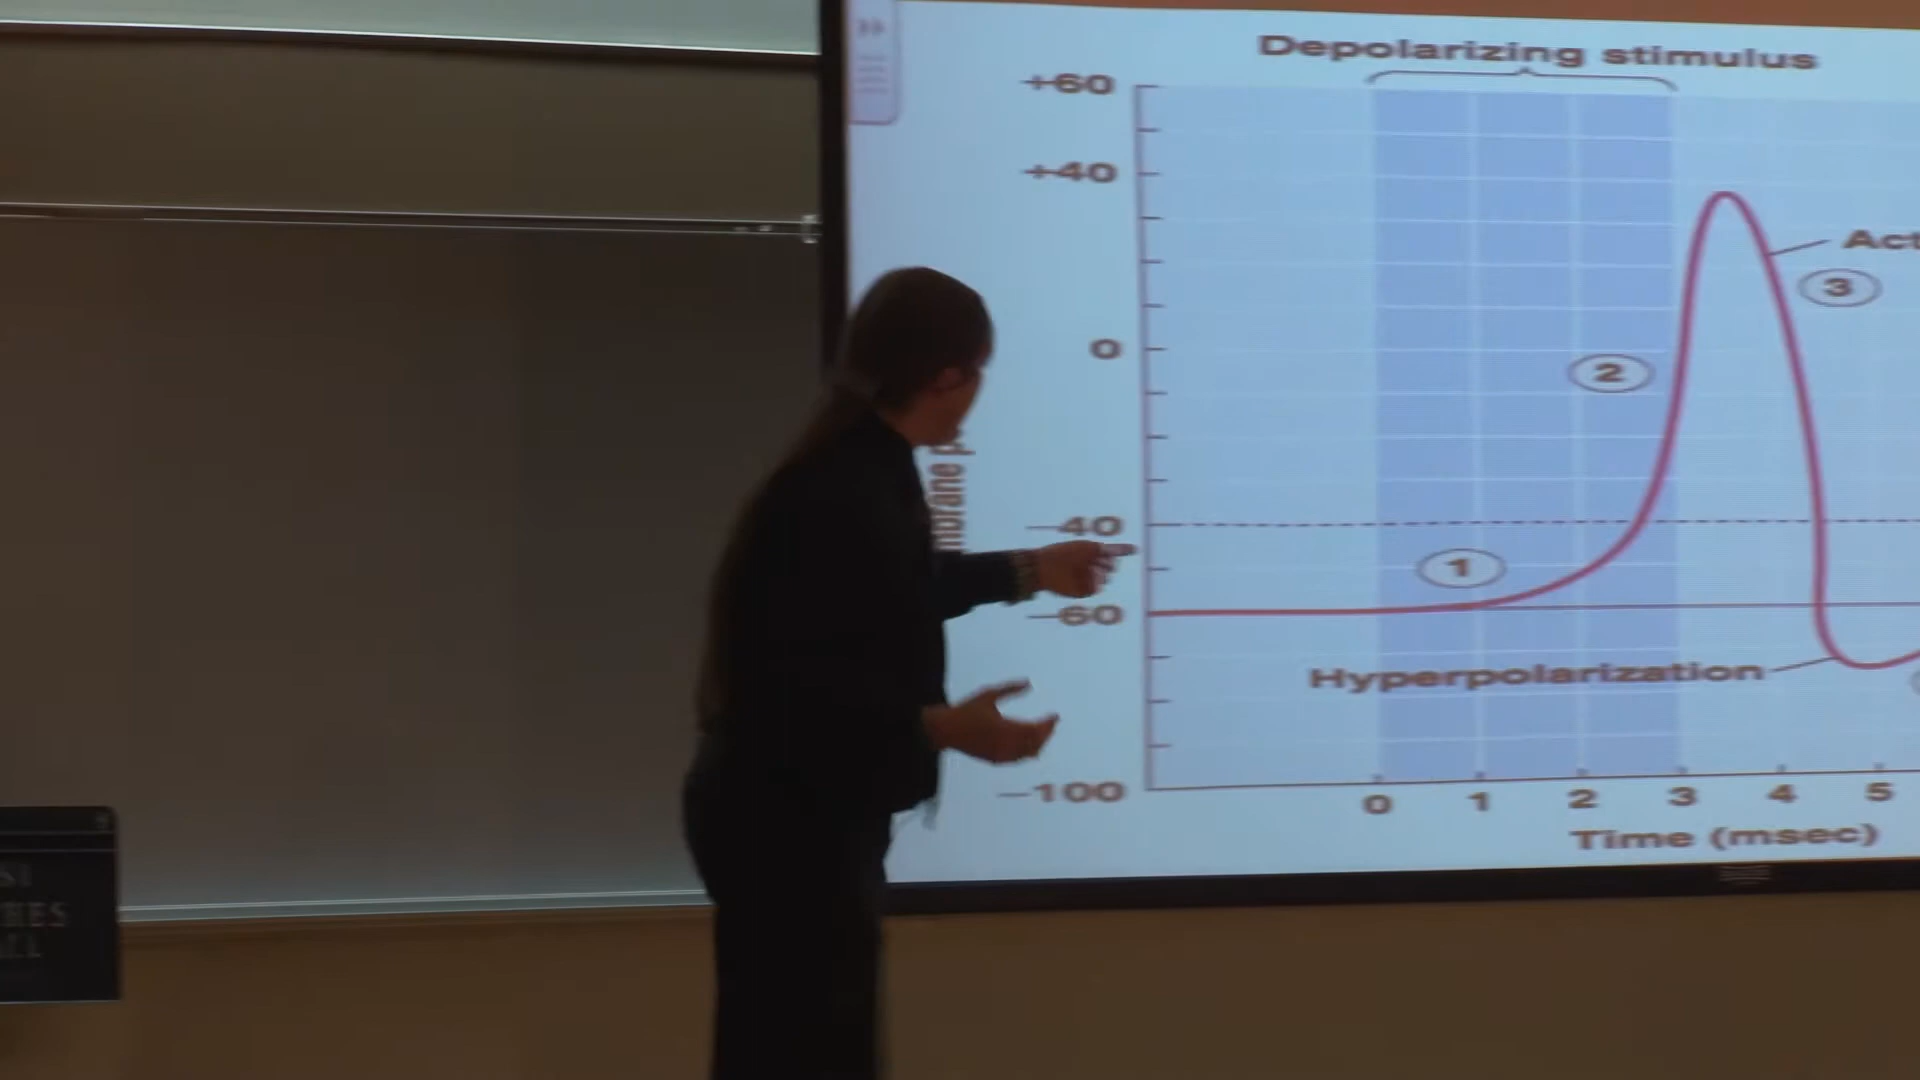 Depolarizing stimulus
+60
+40
Act
3
0
2
mbrane p
−40
1
−60
Hyperpolarization
−100
0 1 2 3 4 5
Time (msec)